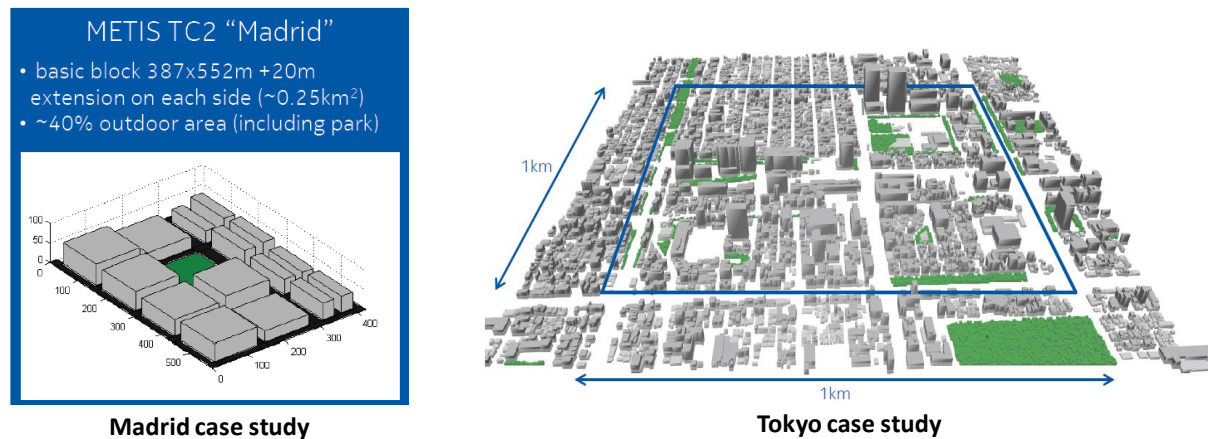 METIS TC2 “Madrid”
• basic block 387x552m +20m
extension on each side (~0.25km²)
• ~40% outdoor area (including park)
100
50
0
0
100
200
300
400
500
0
100
200
300
400
Madrid case study
1km
1km
Tokyo case study